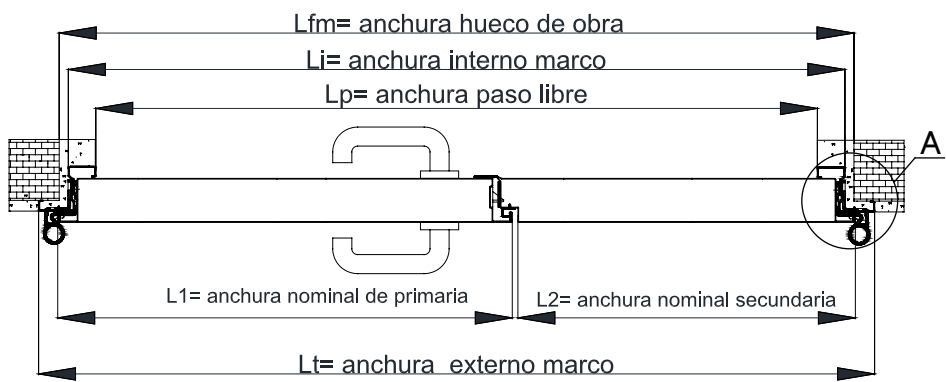 Lfm= anchura hueco de obra
Li= anchura interno marco
Lp= anchura paso libre
A
L1= anchura nominal de primaria
L2= anchura nominal secundaria
Lt= anchura externo marco